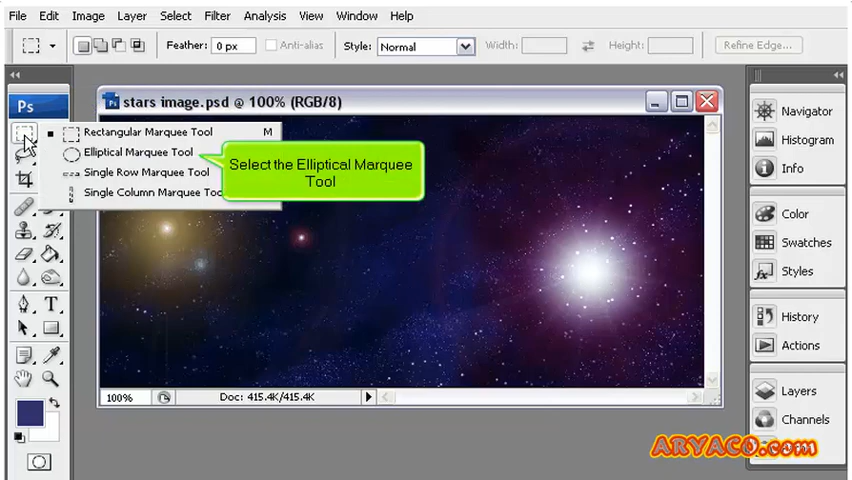 File Edit Image Layer Select Filter Analysis View Window Help
Feather: 0 px Anti-alias Style: Normal Width: Height: Refine Edge...
Ps
stars image.psd @ 100% (RGB/8)
Rectangular Marquee Tool M
Elliptical Marquee Tool
Single Row Marquee Tool
Single Column Marquee Too
Select the Elliptical Marquee
Tool
Navigator
Histogram
Info
Color
Swatches
Styles
History
Actions
Layers
Channels
100% Doc: 415.4K/415.4K
ARYACO.com